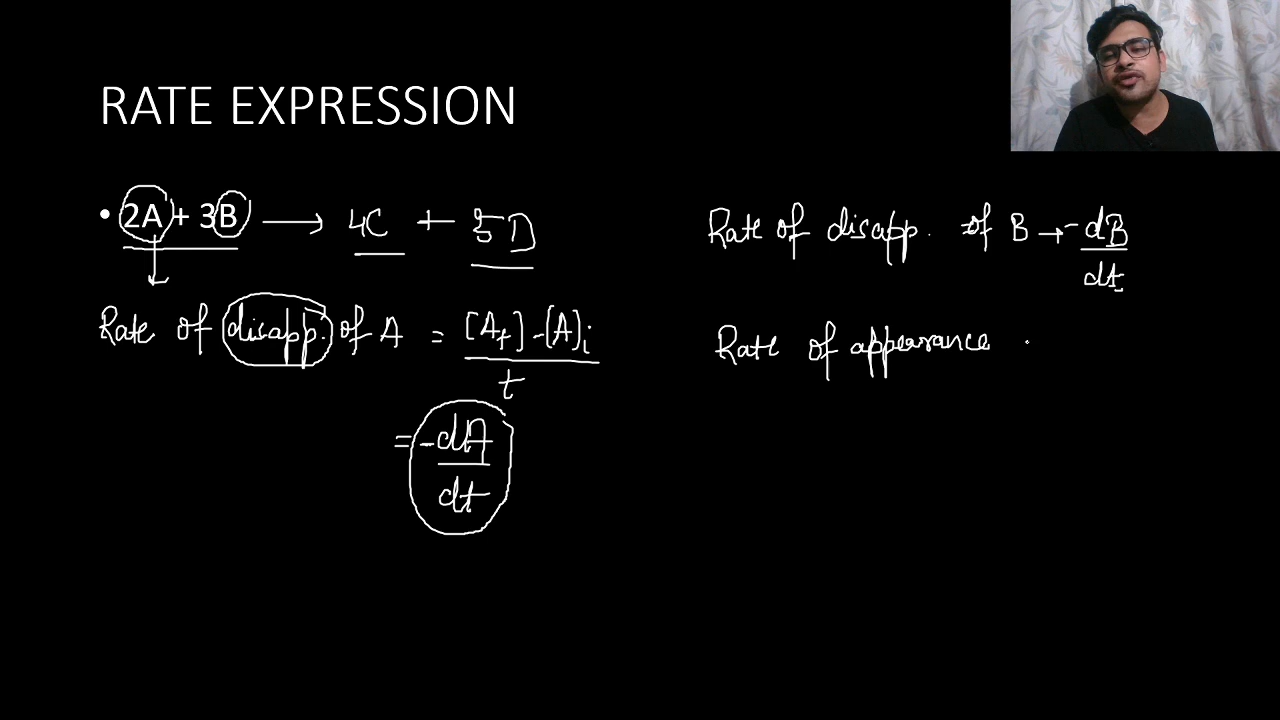 RATE EXPRESSION
• 2A + 3B → 4C + 5D
Rate of disapp. of A = [A_t] - [A]_i / t
= -dA/dt
Rate of disapp. of B → -dB/dt
Rate of appearance